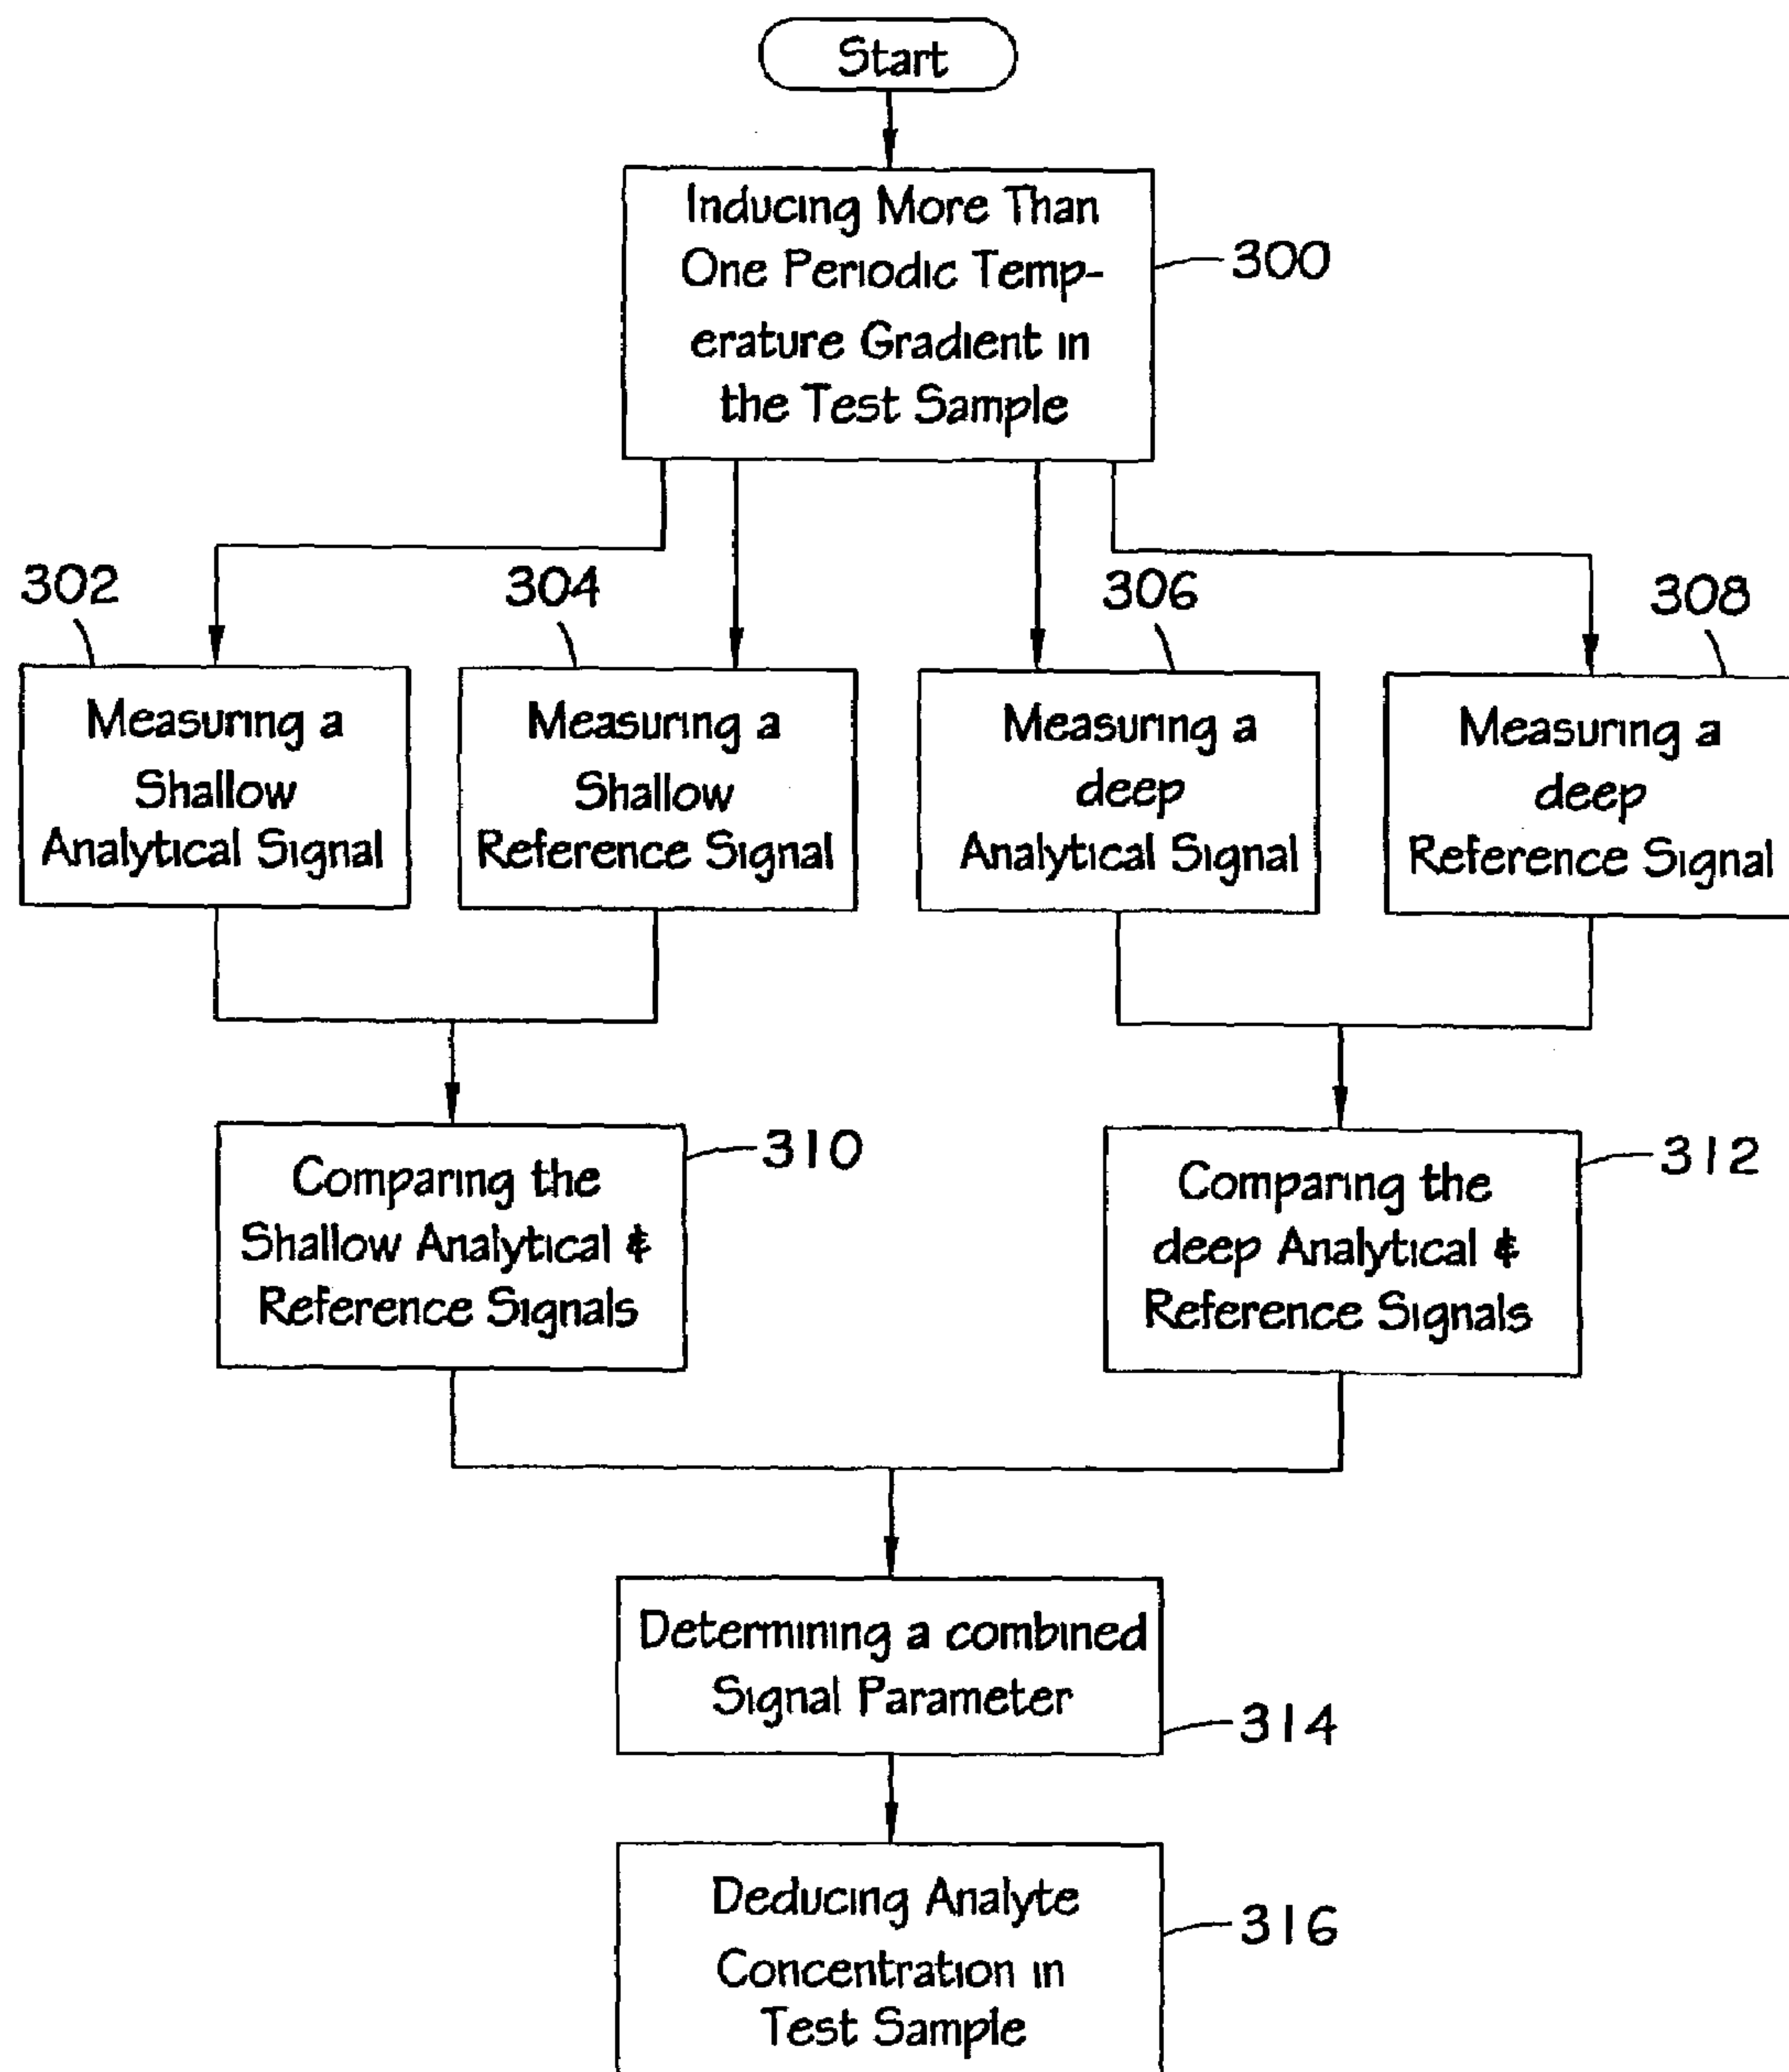 Start
Inducing More Than
One Periodic Temp-
erature Gradient in
the Test Sample
300
302
304
306
308
Measuring a
Shallow
Analytical Signal
Measuring a
Shallow
Reference Signal
Measuring a
deep
Analytical Signal
Measuring a
deep
Reference Signal
310
Comparing the
Shallow Analytical &
Reference Signals
312
Comparing the
deep Analytical &
Reference Signals
Determining a combined
Signal Parameter
314
Deducing Analyte
Concentration in
Test Sample
316